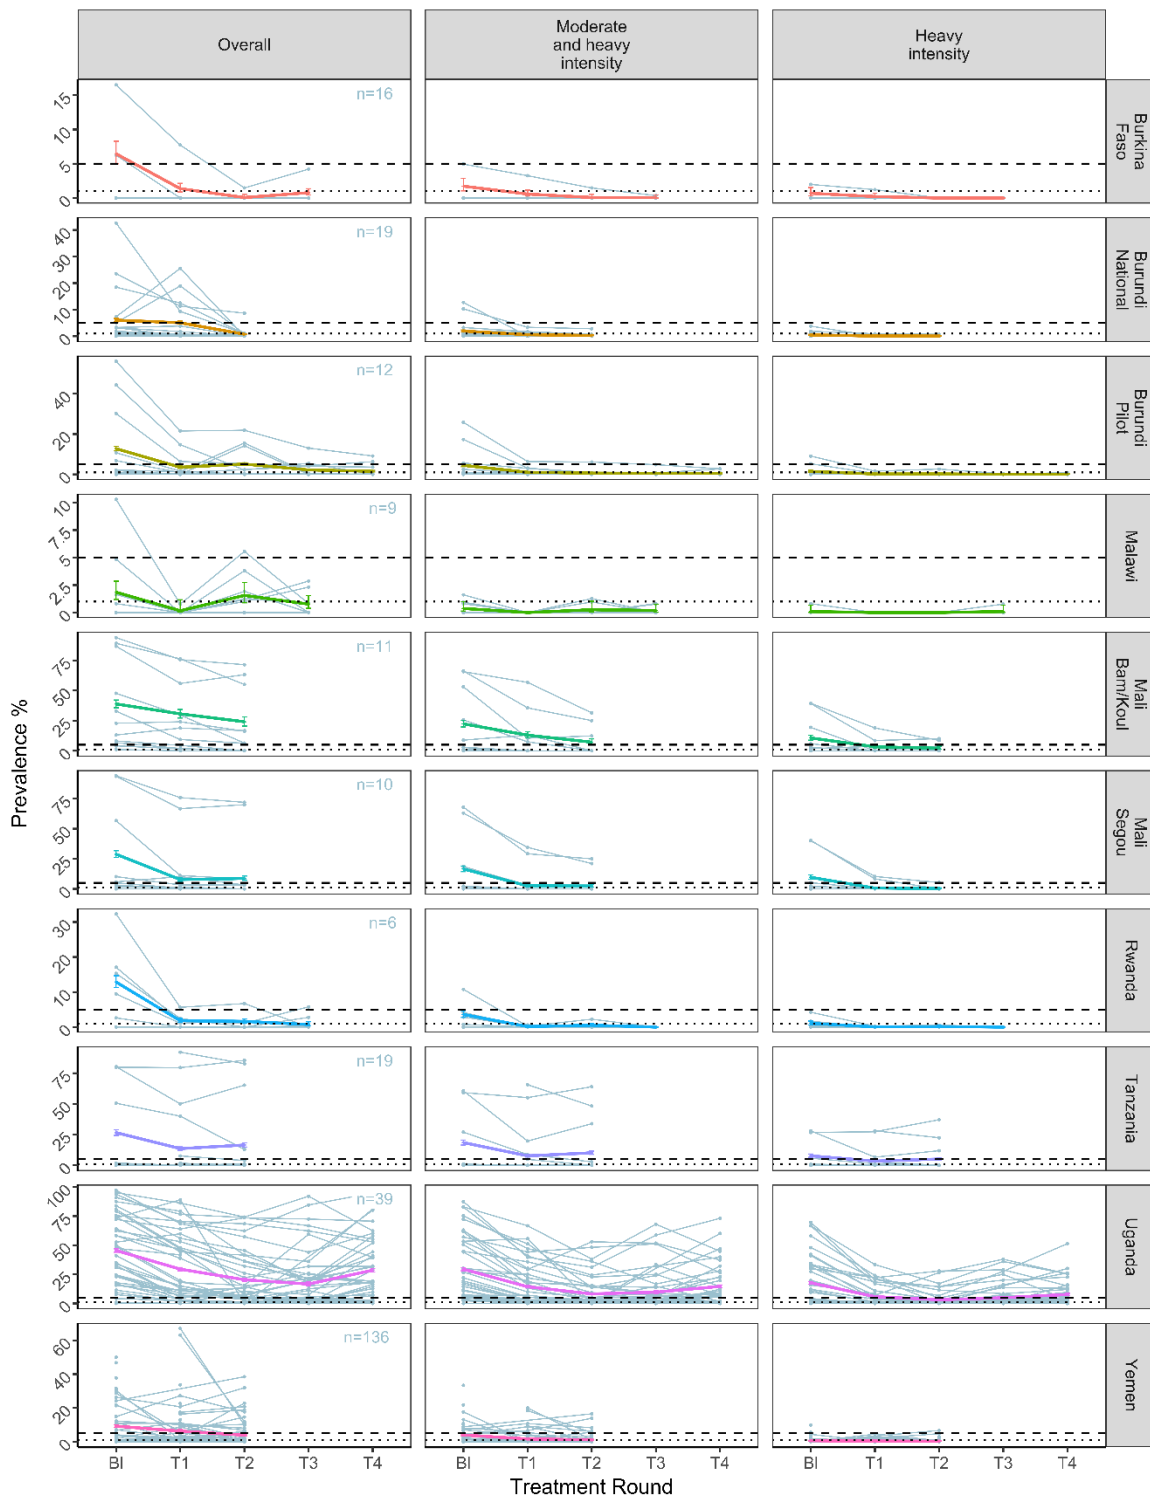 Overall
Moderate
and heavy
intensity
Heavy
intensity
Prevalence %
15
10
5
0
n=16
Burkina
Faso
40
30
20
10
0
n=19
Burundi
National
40
20
0
n=12
Burundi
Pilot
10
7.5
5
2.5
0
n=9
Malawi
75
50
25
0
n=11
Mali
Bam/Koul
75
50
25
0
n=10
Mali
Segou
30
20
10
0
n=6
Rwanda
75
50
25
0
n=19
Tanzania
100
75
50
25
0
n=39
Uganda
60
40
20
0
n=136
Yemen
BI T1 T2 T3 T4
BI T1 T2 T3 T4
BI T1 T2 T3 T4
Treatment Round